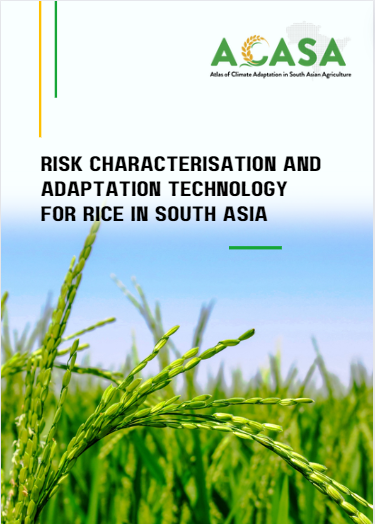 ACASA
Atlas of Climate Adaptation in South Asian Agriculture
RISK CHARACTERISATION AND
ADAPTATION TECHNOLOGY
FOR RICE IN SOUTH ASIA